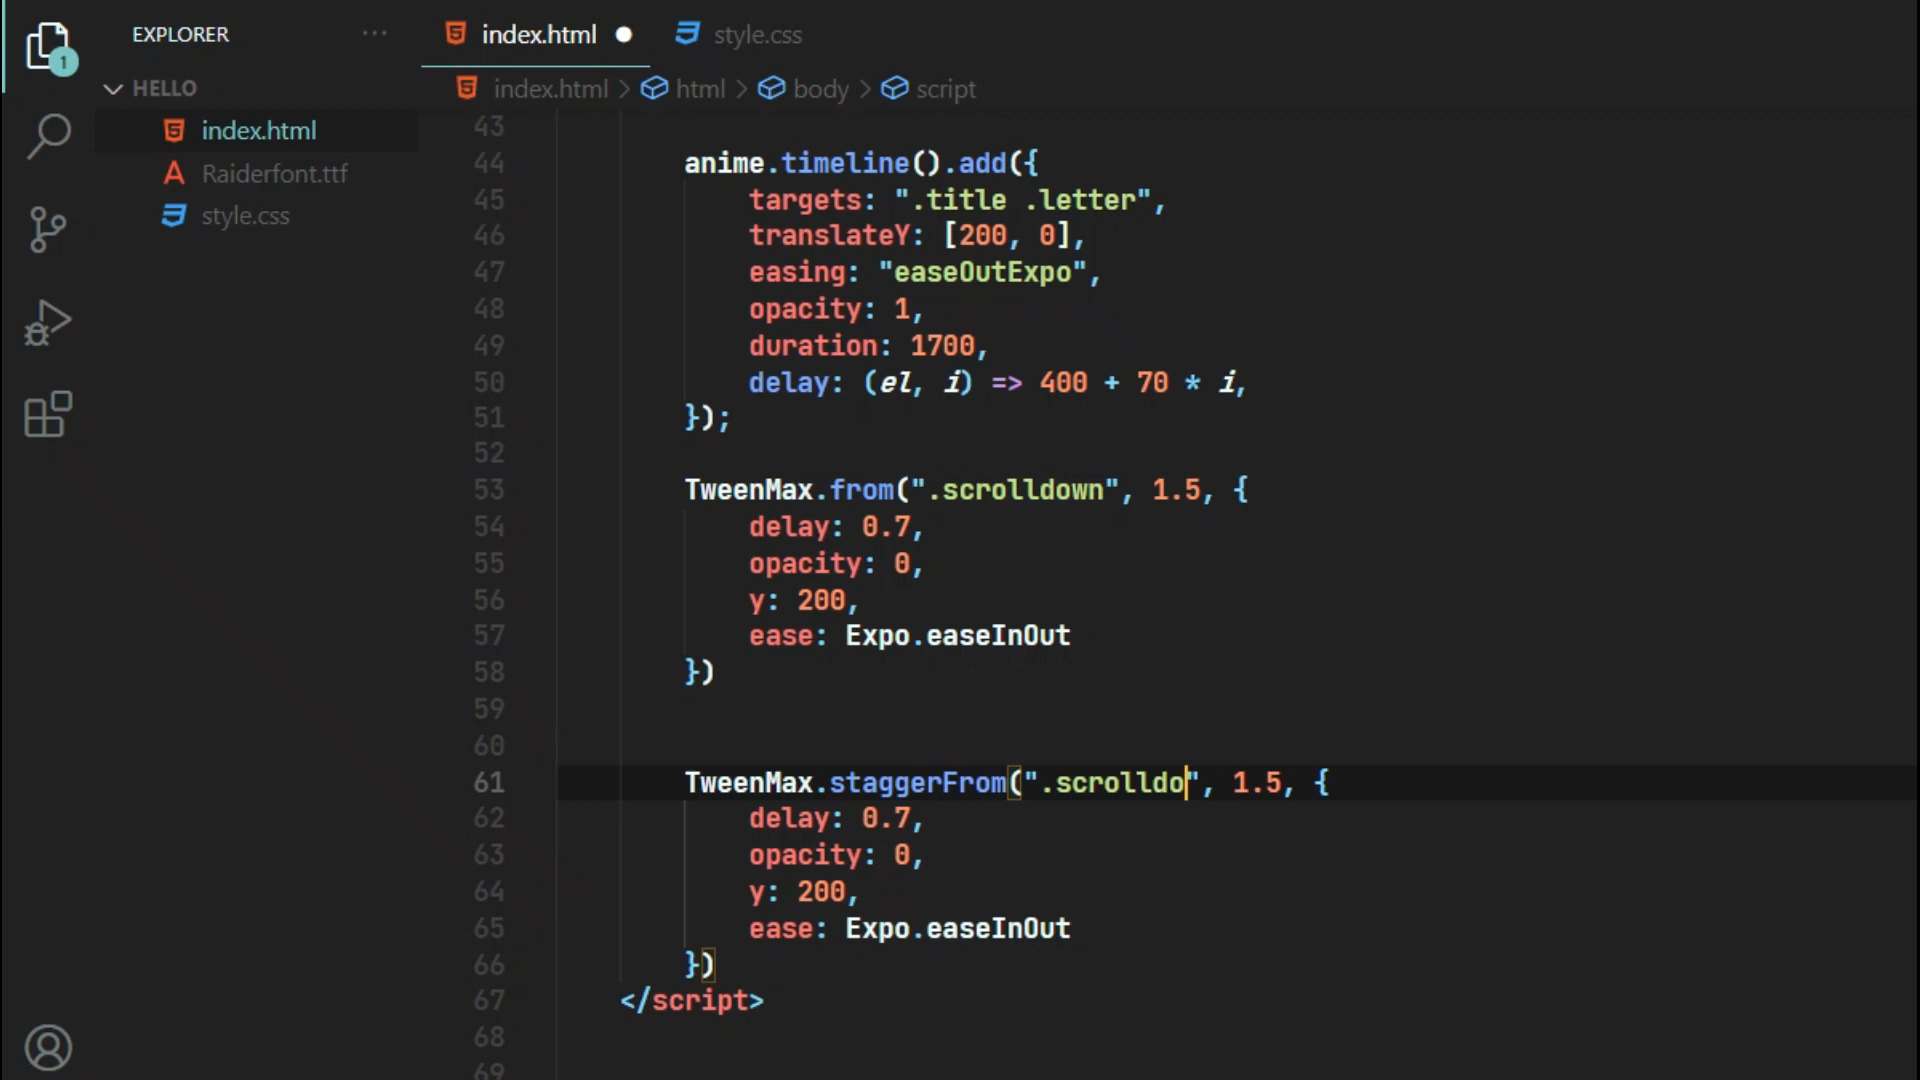 EXPLORER
···
index.html
style.css
1
HELLO
index.html > html > body > script
index.html
Raiderfont.ttf
style.css
43
44 anime.timeline().add({
45 targets: ".title .letter",
46 translateY: [200, 0],
47 easing: "easeOutExpo",
48 opacity: 1,
49 duration: 1700,
50 delay: (el, i) => 400 + 70 * i,
51 });
52
53 TweenMax.from(".scrolldown", 1.5, {
54 delay: 0.7,
55 opacity: 0,
56 y: 200,
57 ease: Expo.easeInOut
58 })
59
60
61 TweenMax.staggerFrom(".scrolldo", 1.5, {
62 delay: 0.7,
63 opacity: 0,
64 y: 200,
65 ease: Expo.easeInOut
66 })
67 </script>
68
69